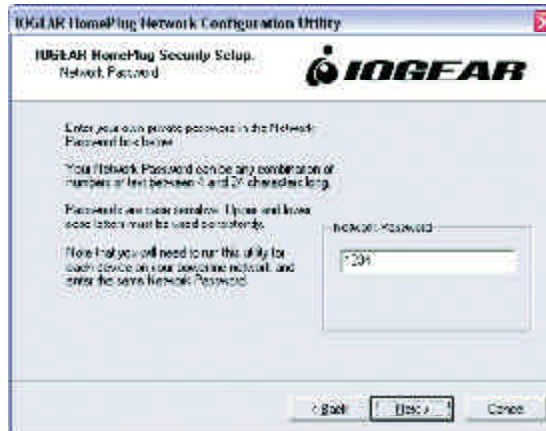 IOGEAR HomePlug Network Configuration Utility
IOGEAR HomePlug Security Setup.
Network Password
IOGEAR
Enter your own private password in the Network
Password box below.
Your Network Password can be any combination of
numbers or text between 4 and 24 characters long.
Passwords are case sensitive. Upper and lower
case letters must be used consistently.
Note that you will need to run this utility for
each device on your powerline network and
enter the same Network Password.
Network Password
1234
< Back
Next >
Cancel